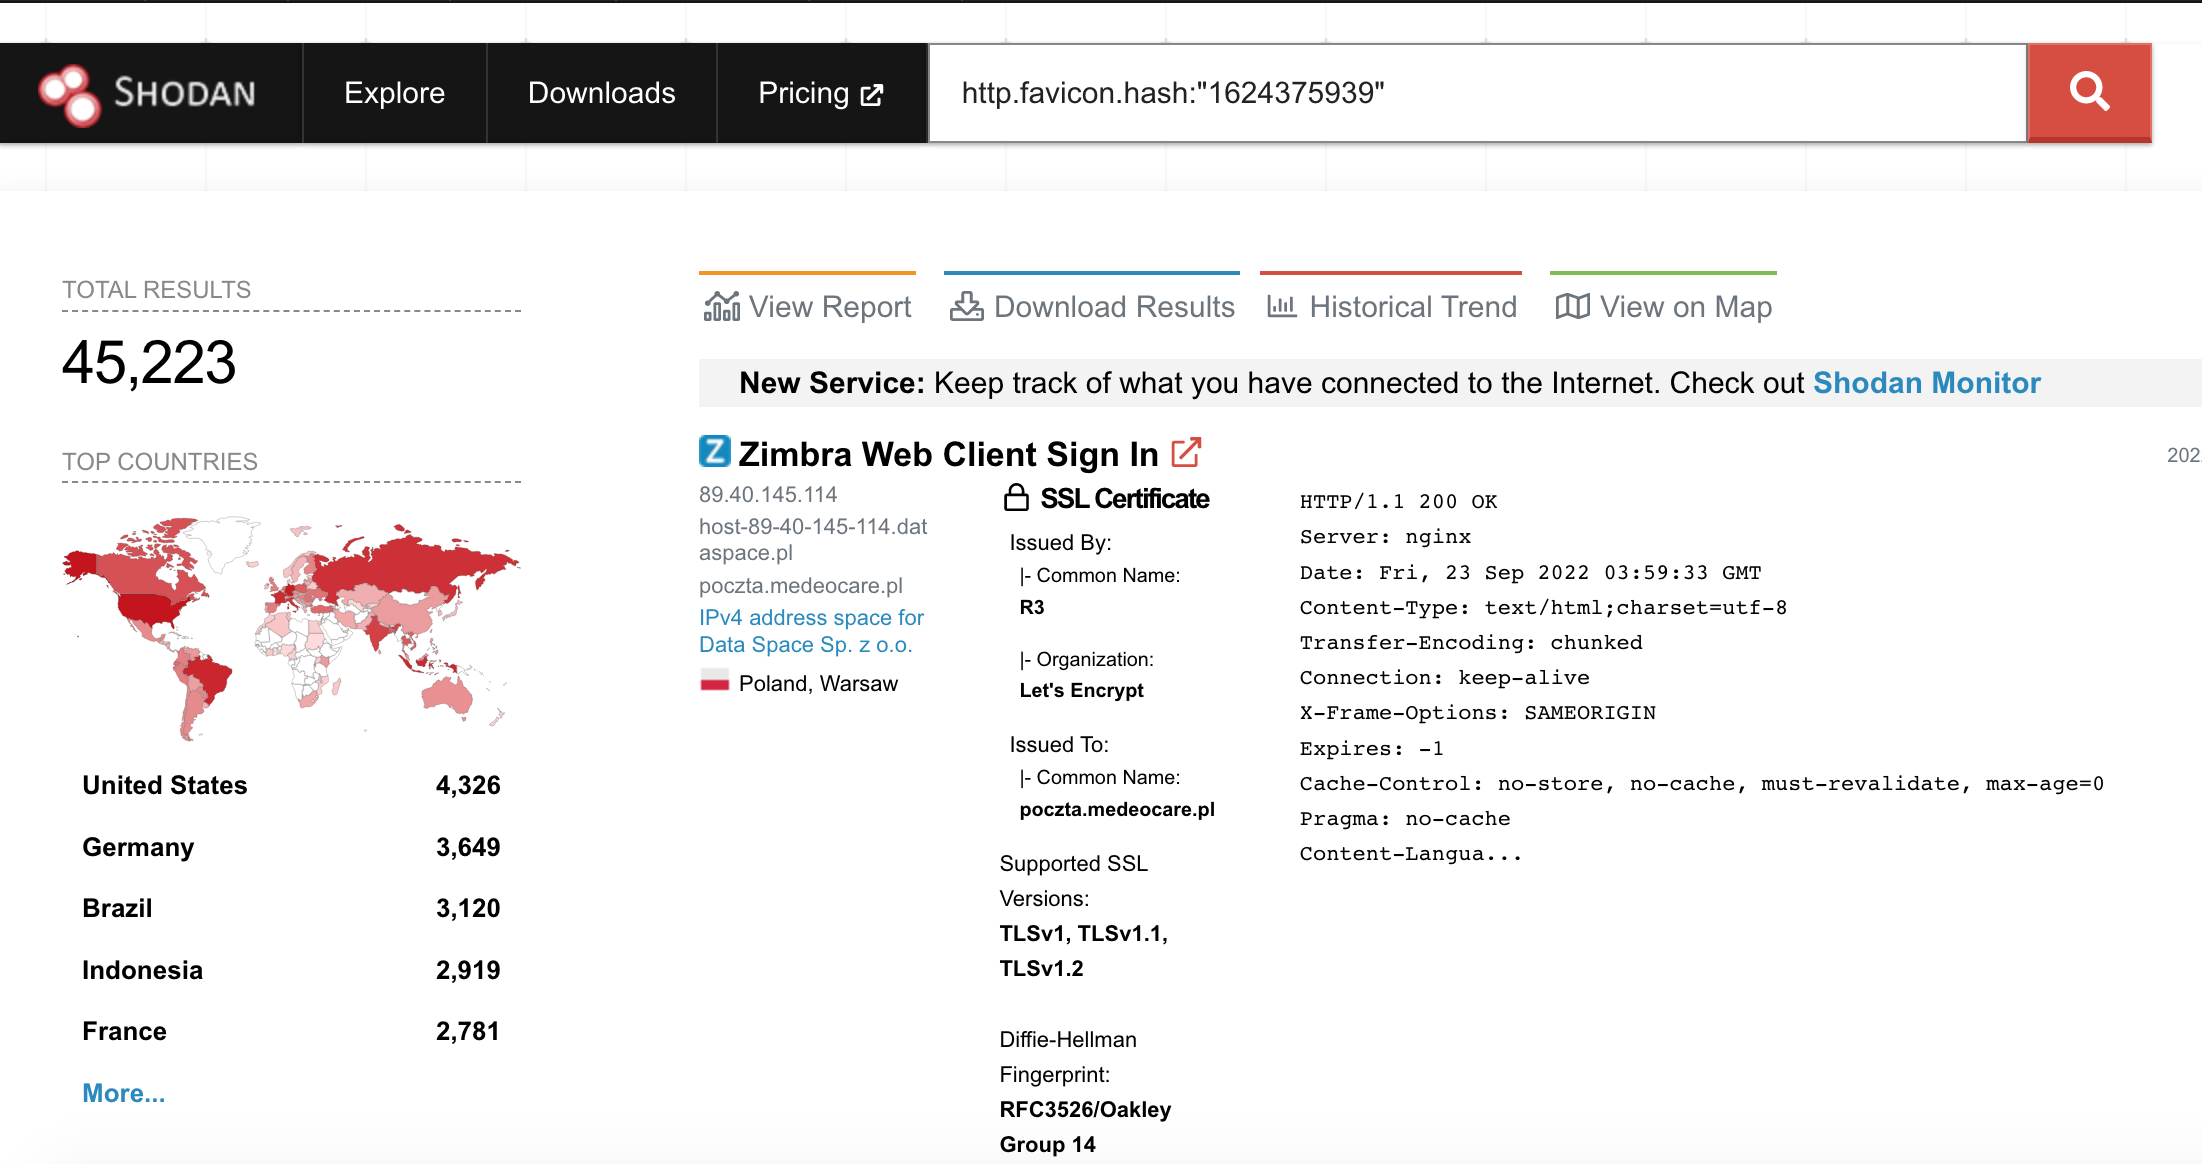 SHODAN
Explore
Downloads
Pricing
http.favicon.hash:"1624375939"
TOTAL RESULTS
45,223
TOP COUNTRIES
United States 4,326
Germany 3,649
Brazil 3,120
Indonesia 2,919
France 2,781
More...
View Report
Download Results
Historical Trend
View on Map
New Service: Keep track of what you have connected to the Internet. Check out Shodan Monitor
Z Zimbra Web Client Sign In
89.40.145.114
host-89-40-145-114.dat
aspace.pl
poczta.medeocare.pl
IPv4 address space for
Data Space Sp. z o.o.
Poland, Warsaw
SSL Certificate
Issued By:
|- Common Name:
R3
|- Organization:
Let's Encrypt
Issued To:
|- Common Name:
poczta.medeocare.pl
Supported SSL
Versions:
TLSv1, TLSv1.1,
TLSv1.2
Diffie-Hellman
Fingerprint:
RFC3526/Oakley
Group 14
HTTP/1.1 200 OK
Server: nginx
Date: Fri, 23 Sep 2022 03:59:33 GMT
Content-Type: text/html;charset=utf-8
Transfer-Encoding: chunked
Connection: keep-alive
X-Frame-Options: SAMEORIGIN
Expires: -1
Cache-Control: no-store, no-cache, must-revalidate, max-age=0
Pragma: no-cache
Content-Langua...